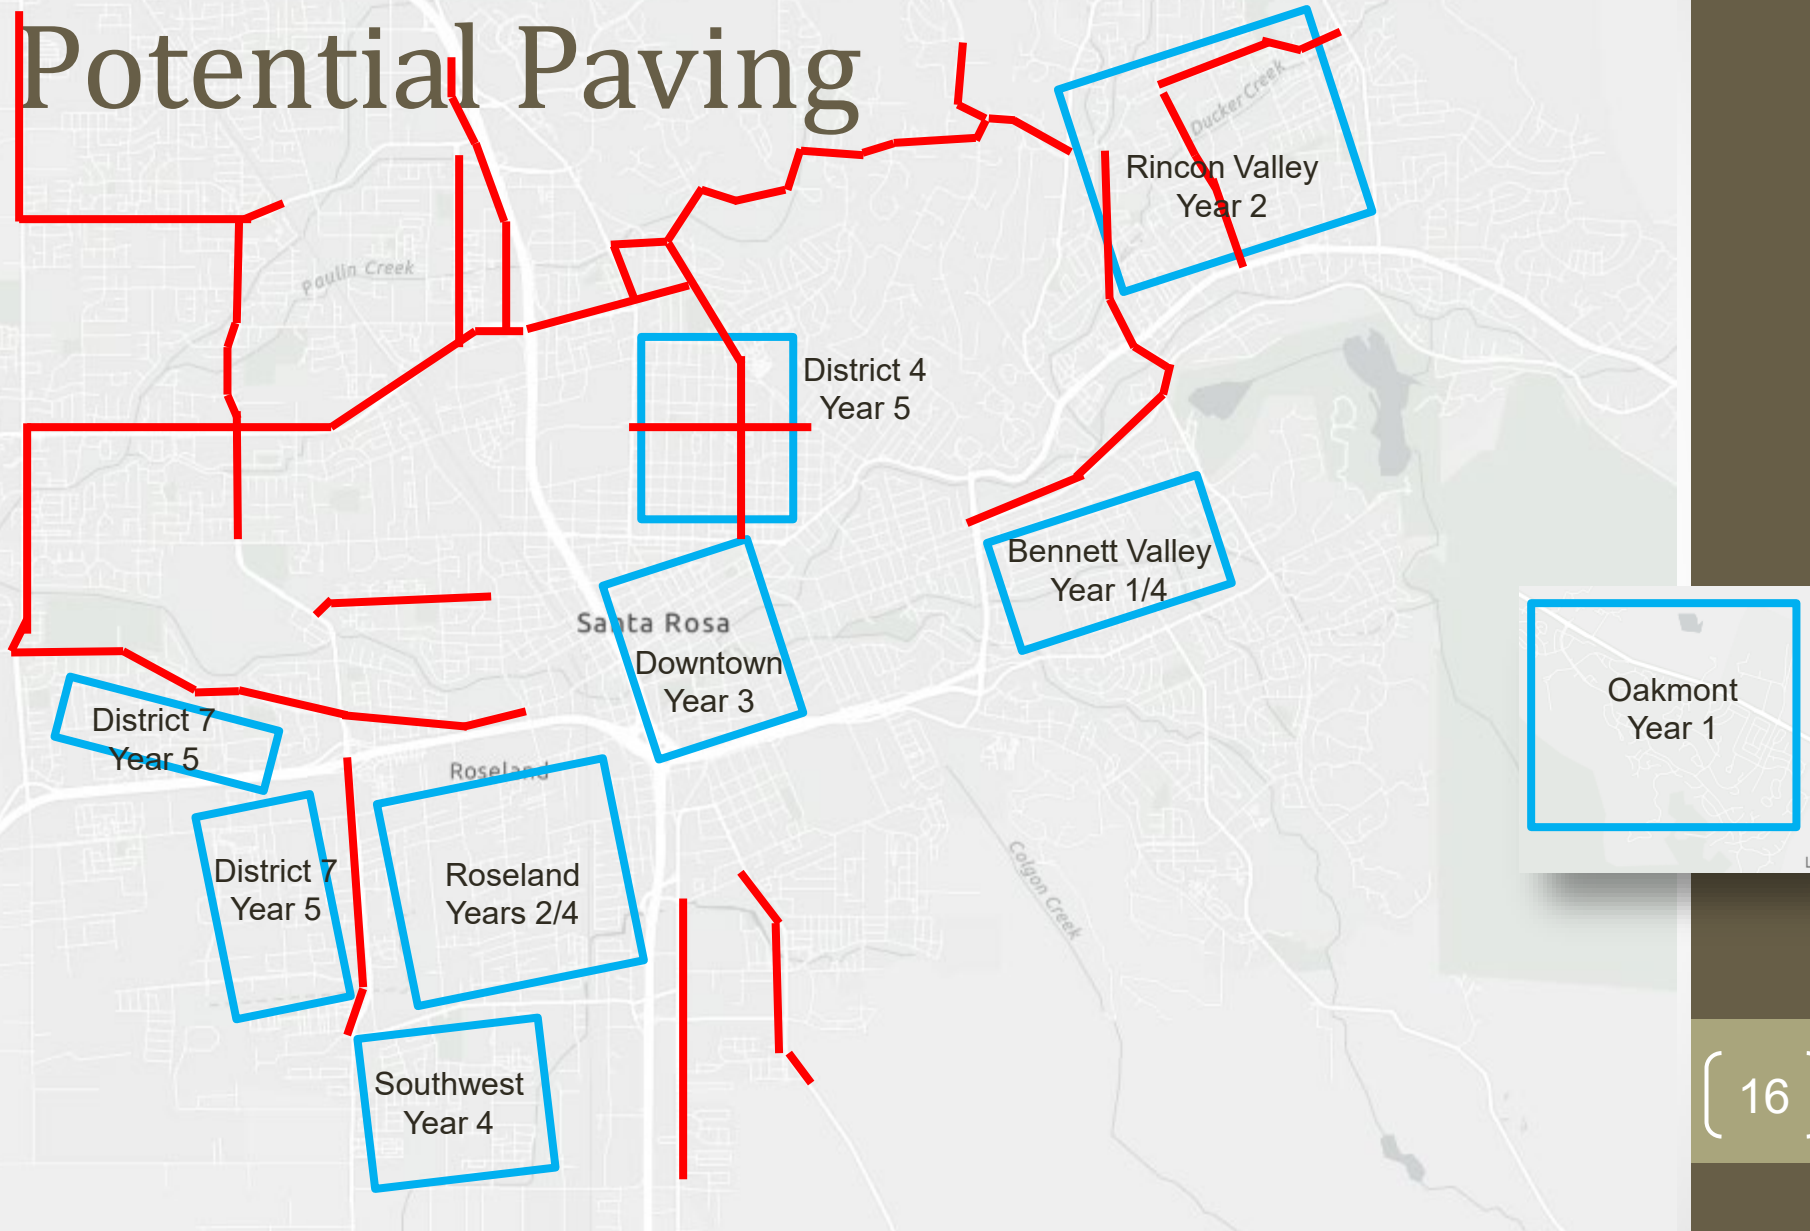 Potential Paving
Ducker Creek
Rincon Valley
Year 2
Paulin Creek
District 4
Year 5
Bennett Valley
Year 1/4
Santa Rosa
Downtown
Year 3
Oakmont
Year 1
District 7
Year 5
Roseland
District 7
Year 5
Roseland
Years 2/4
Colgon Creek
Southwest
Year 4
16